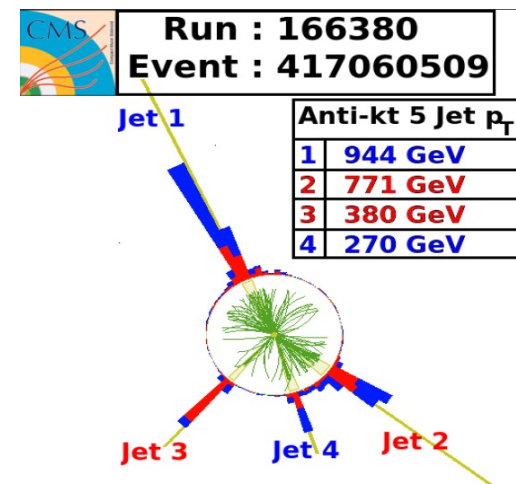 CMS
Run : 166380
Event : 417060509
Jet 1
Anti-kt 5 Jet pT
1 944 GeV
2 771 GeV
3 380 GeV
4 270 GeV
Jet 2
Jet 3
Jet 4